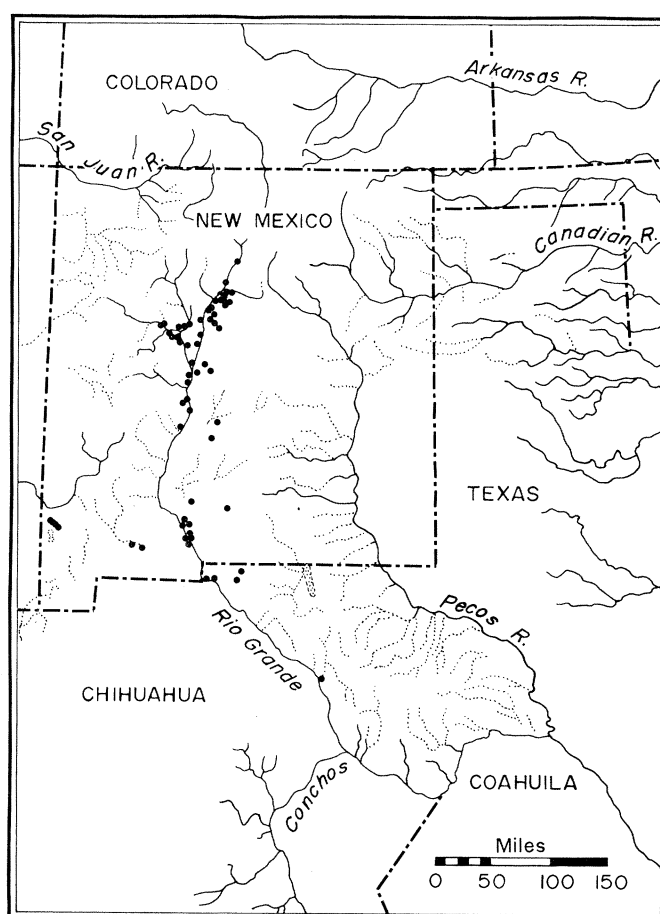 COLORADO
Arkansas R.
San Juan R.
NEW MEXICO
Canadian R.
TEXAS
Pecos R.
Rio Grande
CHIHUAHUA
Conchos
COAHUILA
Miles
0 50 100 150